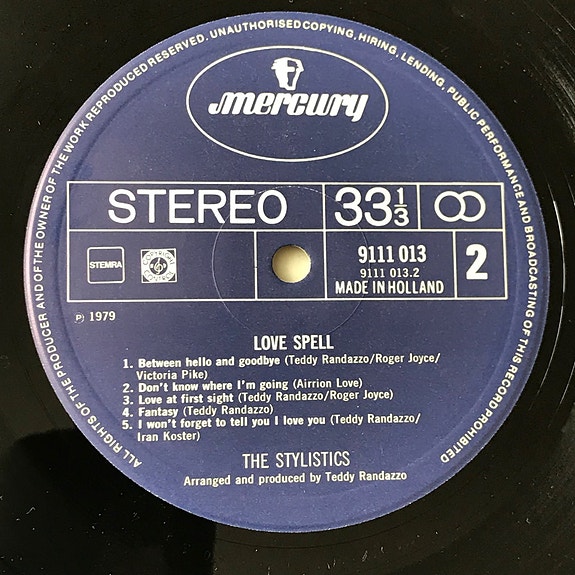 ALL RIGHTS OF THE PRODUCER AND OF THE OWNER OF THE WORK REPRODUCED RESERVED. UNAUTHORISED COPYING, HIRING, LENDING, PUBLIC PERFORMANCE AND BROADCASTING OF THIS RECORD PROHIBITED
mercury
STEREO 33 1/3
STEMRA
COPYRIGHT CONTROL
9111 013
9111 013.2
MADE IN HOLLAND
2
℗ 1979
LOVE SPELL
1. Between hello and goodbye (Teddy Randazzo/Roger Joyce/
Victoria Pike)
2. Don't know where I'm going (Airrion Love)
3. Love at first sight (Teddy Randazzo/Roger Joyce)
4. Fantasy (Teddy Randazzo)
5. I won't forget to tell you I love you (Teddy Randazzo/
Iran Koster)
THE STYLISTICS
Arranged and produced by Teddy Randazzo